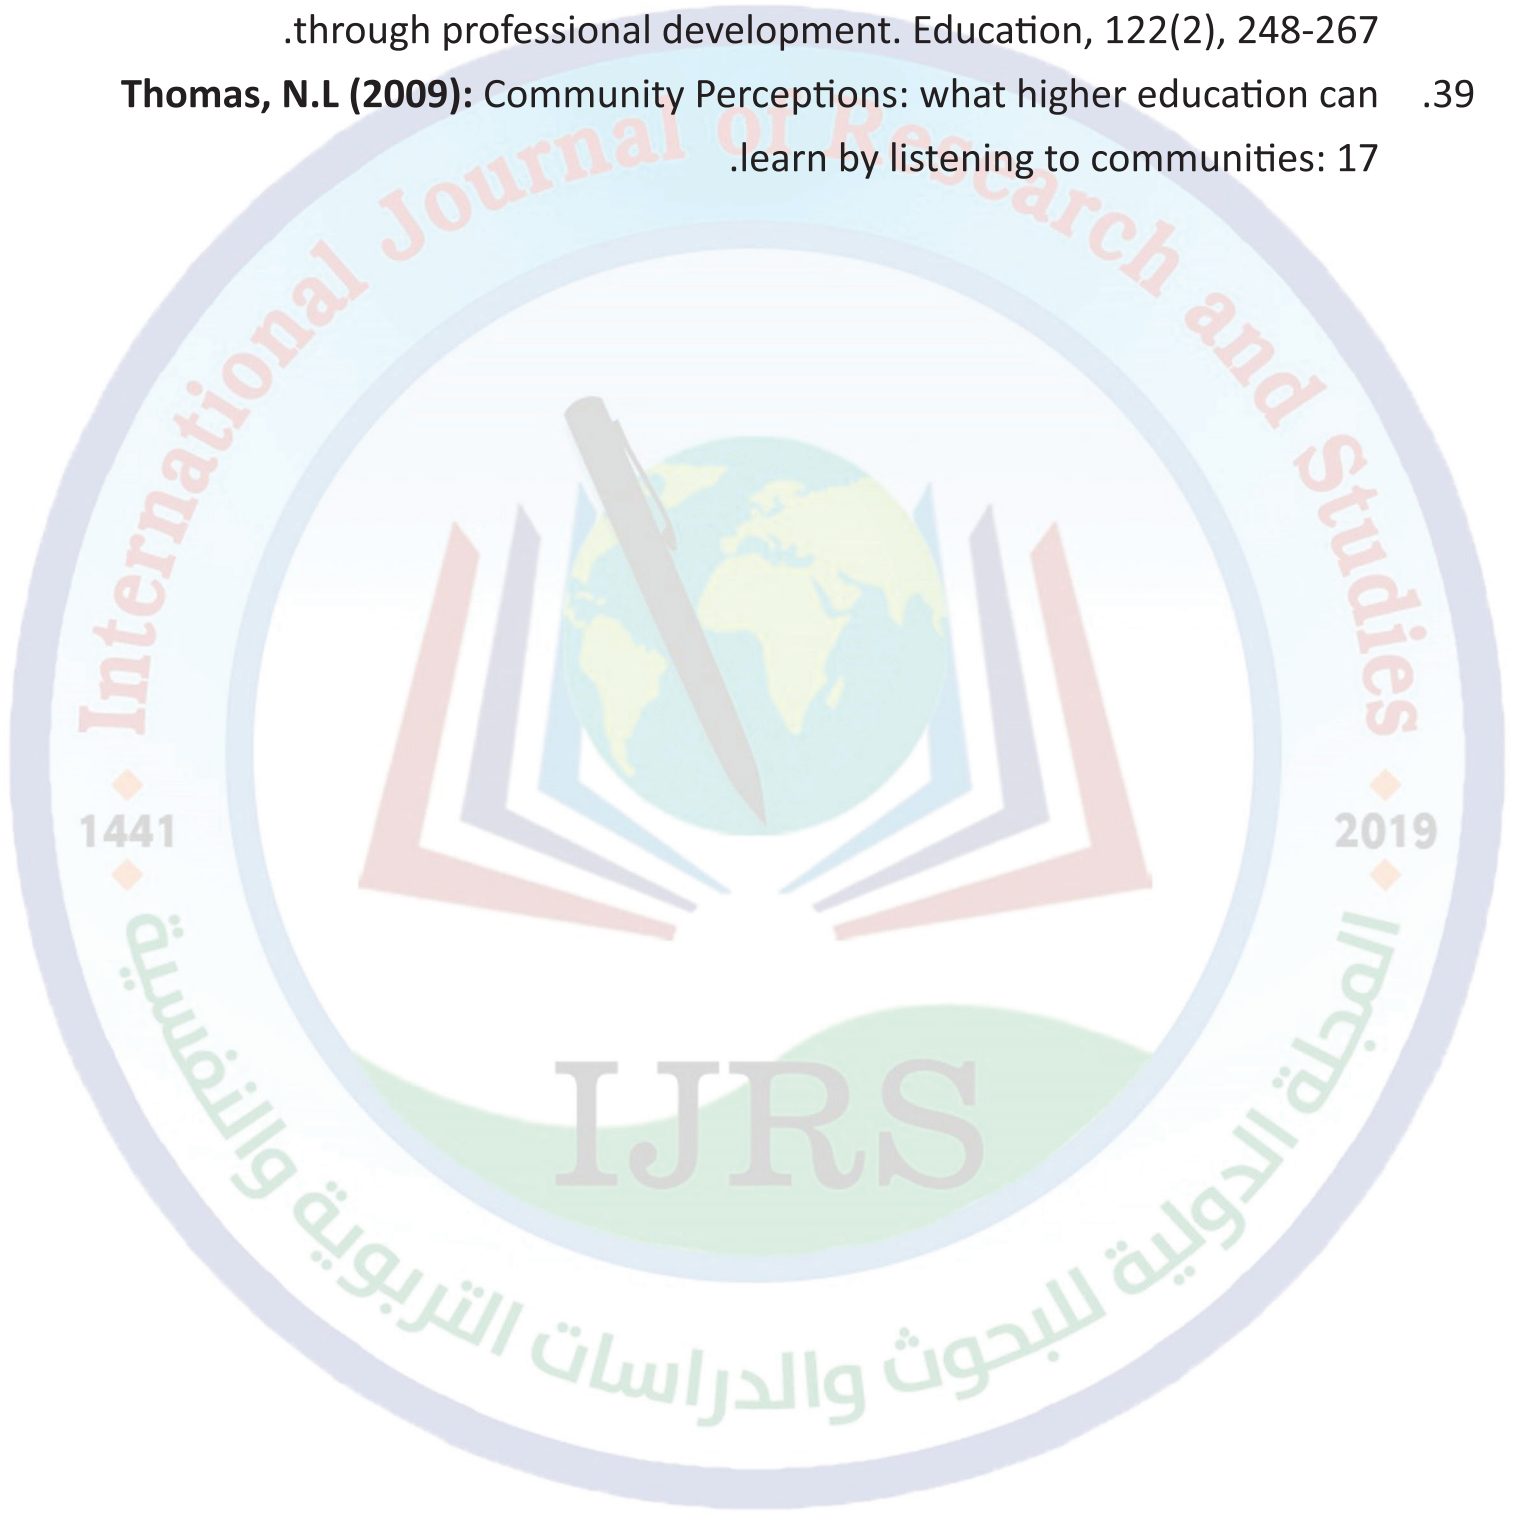 .through professional development. Education, 122(2), 248-267
.39 Thomas, N.L (2009): Community Perceptions: what higher education can
.learn by listening to communities: 17
International Journal of Research and Studies
1441
2019
IJRS
المجلة الدولية للبحوث والدراسات التربوية والنفسية